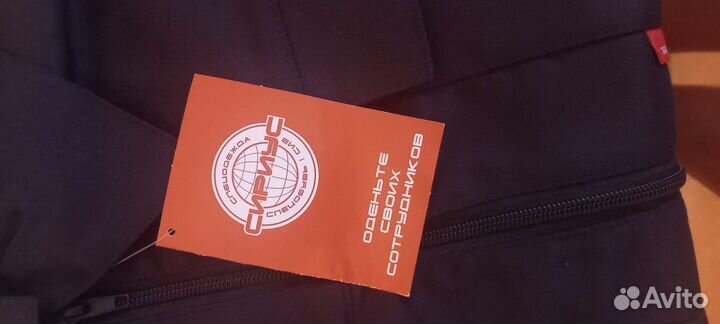 СИРИУС
СПЕЦОДЕЖДА
СИЗ
ОДЕНЬТЕ
СВОИХ
СОТРУДНИКОВ
Avito